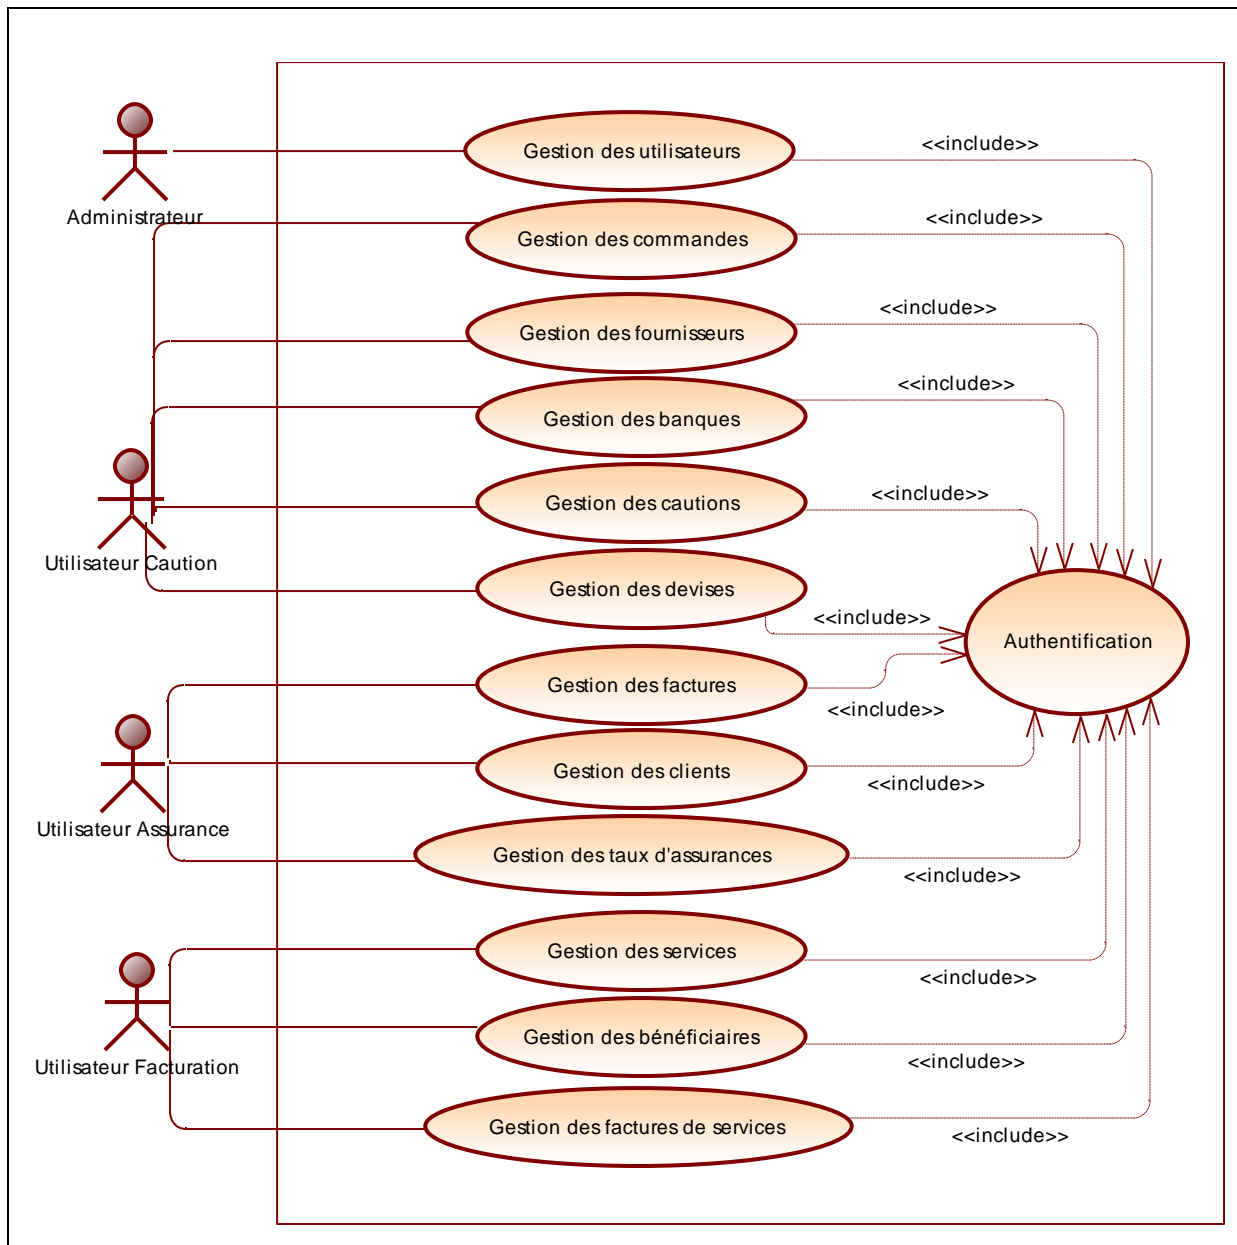 Administrateur
Gestion des utilisateurs
<<include>>
Gestion des commandes
<<include>>
Gestion des fournisseurs
<<include>>
Gestion des banques
<<include>>
Utilisateur Caution
Gestion des cautions
<<include>>
Gestion des devises
<<include>>
Authentification
Gestion des factures
<<include>>
Utilisateur Assurance
Gestion des clients
<<include>>
Gestion des taux d'assurances
<<include>>
Gestion des services
<<include>>
Utilisateur Facturation
Gestion des bénéficiaires
<<include>>
Gestion des factures de services
<<include>>